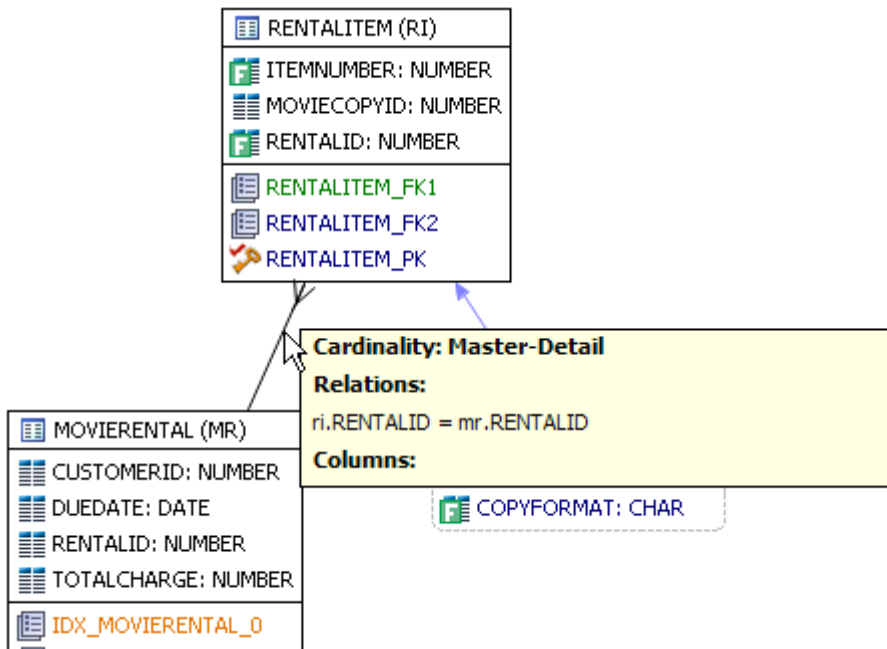 RENTALITEM (RI)
ITEMNUMBER: NUMBER
MOVIECOPYID: NUMBER
RENTALID: NUMBER
RENTALITEM_FK1
RENTALITEM_FK2
RENTALITEM_PK
Cardinality: Master-Detail
Relations:
ri.RENTALID = mr.RENTALID
Columns:
MOVIERENTAL (MR)
CUSTOMERID: NUMBER
DUEDATE: DATE
RENTALID: NUMBER
TOTALCHARGE: NUMBER
IDX_MOVIERENTAL_0
COPYFORMAT: CHAR